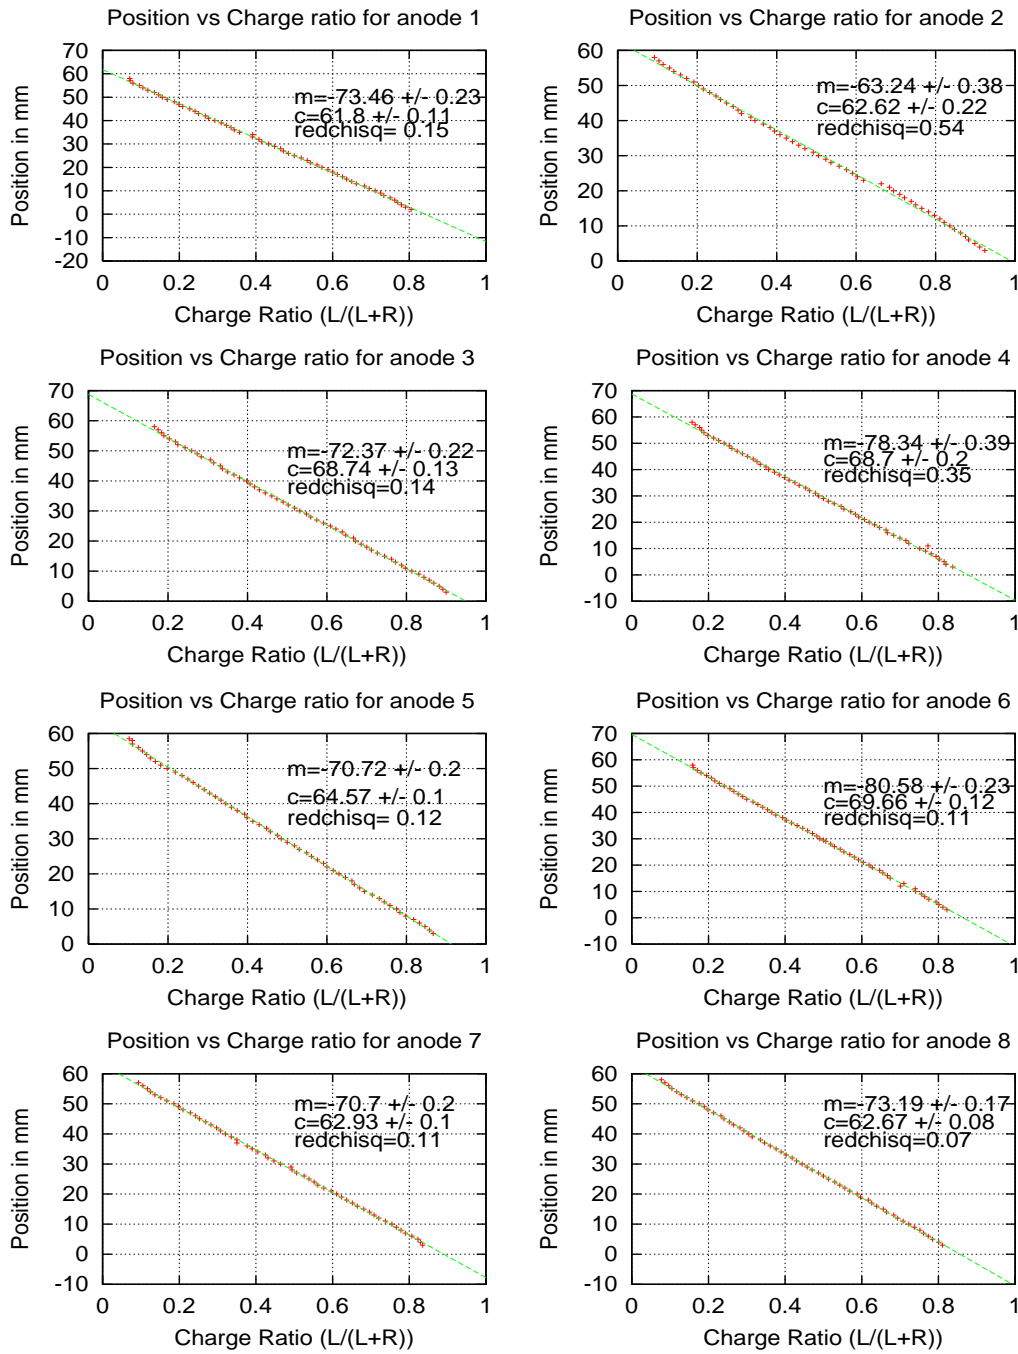 Position vs Charge ratio for anode 1
Position in mm
70
60
50
40
30
20
10
0
-10
-20
m=-73.46 +/- 0.23
c=61.8 +/- 0.11
redchisq= 0.15
0 0.2 0.4 0.6 0.8 1
Charge Ratio (L/(L+R))
Position vs Charge ratio for anode 2
Position in mm
60
50
40
30
20
10
0
m=-63.24 +/- 0.38
c=62.62 +/- 0.22
redchisq=0.54
0 0.2 0.4 0.6 0.8 1
Charge Ratio (L/(L+R))
Position vs Charge ratio for anode 3
Position in mm
70
60
50
40
30
20
10
0
m=-72.37 +/- 0.22
c=68.74 +/- 0.13
redchisq=0.14
0 0.2 0.4 0.6 0.8 1
Charge Ratio (L/(L+R))
Position vs Charge ratio for anode 4
Position in mm
70
60
50
40
30
20
10
0
-10
m=-78.34 +/- 0.39
c=68.7 +/- 0.2
redchisq=0.35
0 0.2 0.4 0.6 0.8 1
Charge Ratio (L/(L+R))
Position vs Charge ratio for anode 5
Position in mm
60
50
40
30
20
10
0
m=-70.72 +/- 0.2
c=64.57 +/- 0.1
redchisq= 0.12
0 0.2 0.4 0.6 0.8 1
Charge Ratio (L/(L+R))
Position vs Charge ratio for anode 6
Position in mm
70
60
50
40
30
20
10
0
-10
m=-80.58 +/- 0.23
c=69.66 +/- 0.12
redchisq=0.11
0 0.2 0.4 0.6 0.8 1
Charge Ratio (L/(L+R))
Position vs Charge ratio for anode 7
Position in mm
60
50
40
30
20
10
0
-10
m=-70.7 +/- 0.2
c=62.93 +/- 0.1
redchisq=0.11
0 0.2 0.4 0.6 0.8 1
Charge Ratio (L/(L+R))
Position vs Charge ratio for anode 8
Position in mm
60
50
40
30
20
10
0
-10
m=-73.19 +/- 0.17
c=62.67 +/- 0.08
redchisq=0.07
0 0.2 0.4 0.6 0.8 1
Charge Ratio (L/(L+R))